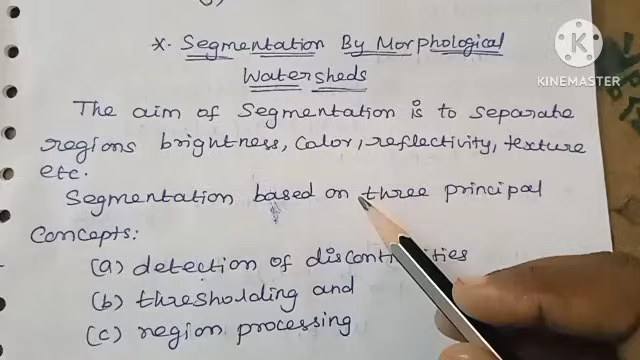 *. Segmentation By Morphological
Watersheds
The aim of Segmentation is to separate
regions brightness, color, reflectivity, texture
etc.
Segmentation based on three principal
Concepts:
(a) detection of discontinuities
(b) thresholding and
(c) region processing
KINEMASTER